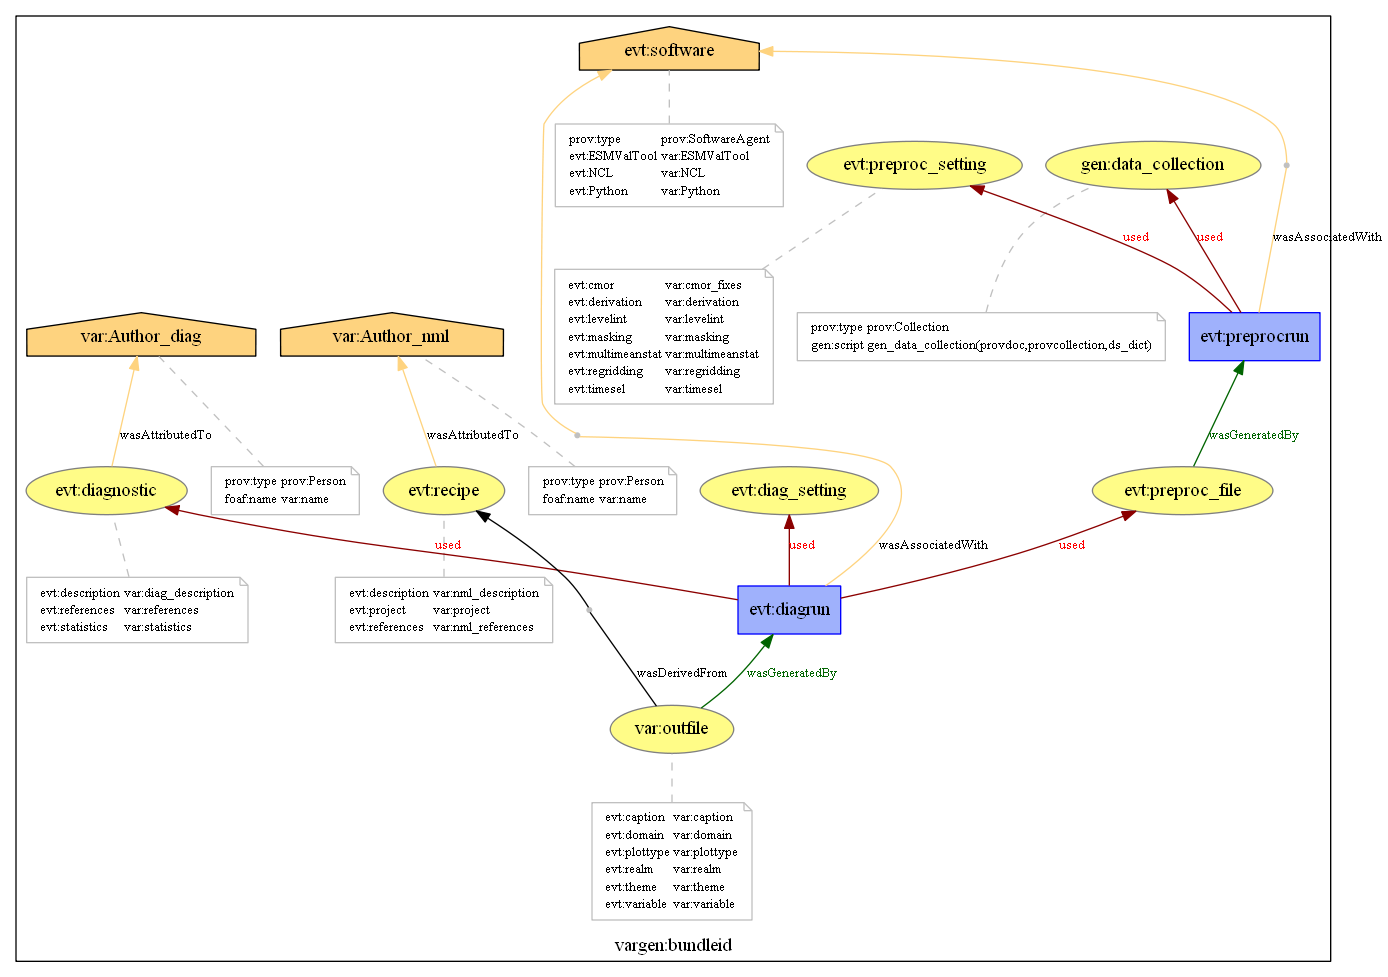 evt:software
prov:type prov:SoftwareAgent
evt:ESMValTool var:ESMValTool
evt:NCL var:NCL
evt:Python var:Python
evt:preproc_setting
gen:data_collection
used
used
wasAssociatedWith
evt:cmor var:cmor_fixes
evt:derivation var:derivation
evt:levelint var:levelint
evt:masking var:masking
evt:multimeanstat var:multimeanstat
evt:regridding var:regridding
evt:timesel var:timesel
prov:type prov:Collection
gen:script gen_data_collection(provdoc,provcollection,ds_dict)
evt:preprocrun
var:Author_diag
var:Author_nml
wasAttributedTo
wasAttributedTo
wasGeneratedBy
evt:diagnostic
prov:type prov:Person
foaf:name var:name
evt:recipe
prov:type prov:Person
foaf:name var:name
evt:diag_setting
evt:preproc_file
used
used
wasAssociatedWith
used
evt:description var:diag_description
evt:references var:references
evt:statistics var:statistics
evt:description var:nml_description
evt:project var:project
evt:references var:nml_references
evt:diagrun
wasDerivedFrom
wasGeneratedBy
var:outfile
evt:caption var:caption
evt:domain var:domain
evt:plottype var:plottype
evt:realm var:realm
evt:theme var:theme
evt:variable var:variable
vargen:bundleid